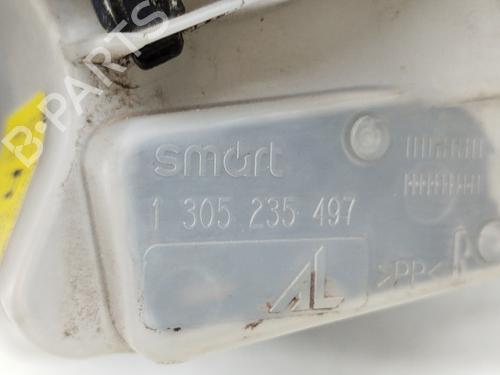 B-PARTS
smart
1 305 235 497
AL
>PP<